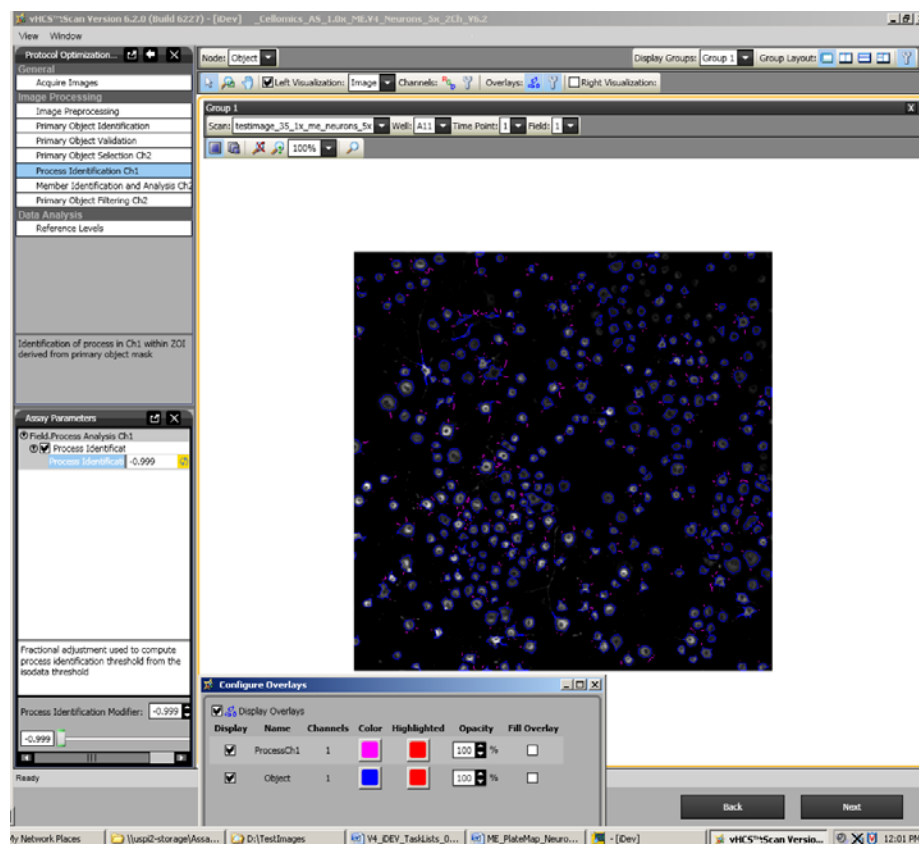 vHCS™:Scan Version 6.2.0 (Build 6227) - [iDev] _Cellomics_AS_1.0x_ME.V4_Neurons_5x_2Ch_V6.2
View Window
Protocol Optimization...
General
Acquire Images
Image Processing
Image Preprocessing
Primary Object Identification
Primary Object Validation
Primary Object Selection Ch2
Process Identification Ch1
Member Identification and Analysis Ch2
Primary Object Filtering Ch2
Data Analysis
Reference Levels
Identification of process in Ch1 within ZOI
derived from primary object mask
Assay Parameters
Field.Process Analysis Ch1
Process Identificat
Process Identificati -0.999
Fractional adjustment used to compute
process identification threshold from the
isodata threshold
Process Identification Modifier: -0.999
-0.999
Ready
Node: Object
Display Groups: Group 1 Group Layout:
Left Visualization: Image Channels: Overlays: Right Visualization:
Group 1 X
Scan: testimage_35_1x_me_neurons_5x Well: A11 Time Point: 1 Field: 1
100%
Configure Overlays
Display Overlays
Display Name Channels Color Highlighted Opacity Fill Overlay
ProcessCh1 1 100 %
Object 1 100 %
Back Next
My Network Places \\uspi2-storage\Assa... D:\TestImages V4_iDEV_TaskLists_0... ME_PlateMap_Neuro... - [iDev] vHCS™:Scan Versio... 12:01 PM